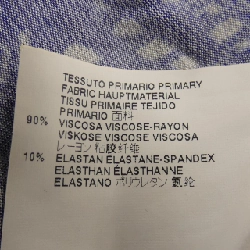 TESSUTO PRIMARIO PRIMARY
FABRIC HAUPTMATERIAL
TISSU PRIMAIRE TEJIDO
PRIMARIO 面料
90% VISCOSA VISCOSE-RAYON
VISKOSE VISCOSE VISCOSA
レーヨン 粘胶纤维
10% ELASTAN ELASTANE-SPANDEX
ELASTHAN ELASTHANNE
ELASTANO ポリウレタン 氨纶